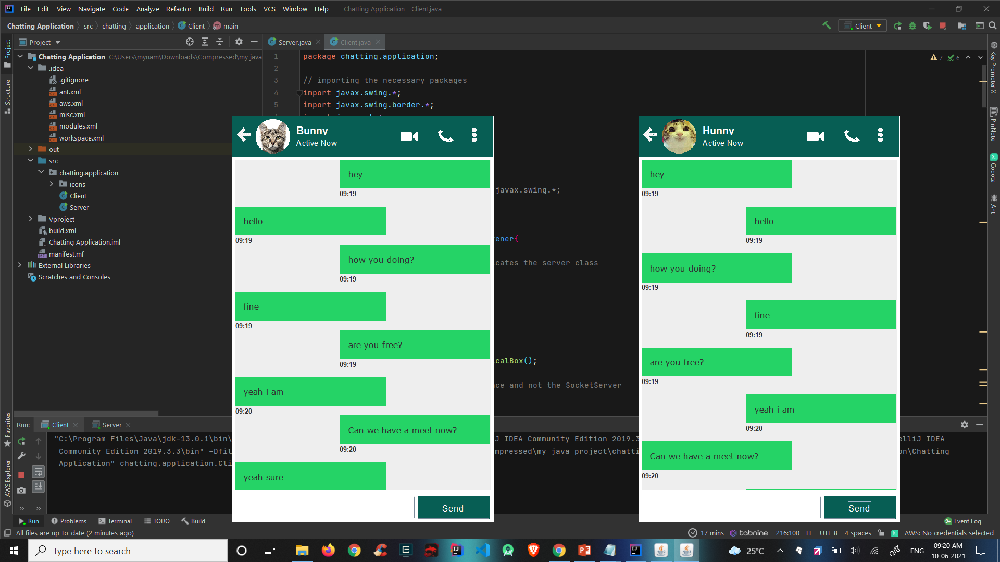 File Edit View Navigate Code Analyze Refactor Build Run Tools VCS Window Help Chatting Application - Client.java
Chatting Application src chatting application Client main
Client
Project
Server.java
Client.java
Chatting Application C:\Users\mynam\Downloads\Compressed\my java
.idea
.gitignore
ant.xml
aws.xml
misc.xml
modules.xml
workspace.xml
out
src
chatting.application
icons
Client
Server
Vproject
build.xml
Chatting Application.iml
manifest.mf
External Libraries
Scratches and Consoles
Project
Structure
Favorites
AWS Explorer
1 package chatting.application;
2
3 // importing the necessary packages
4 import javax.swing.*;
5 import javax.swing.border.*;
7 6
javax.swing.*;
tener{
icates the server class
calBox();
nce and not the SocketServer
Key Promoter X
PinNote
Codota
Ant
Bunny
Active Now
hey
09:19
hello
09:19
how you doing?
09:19
fine
09:19
are you free?
09:19
yeah i am
09:20
Can we have a meet now?
09:20
yeah sure
Send
Hunny
Active Now
hey
09:19
hello
09:19
how you doing?
09:19
fine
09:19
are you free?
09:19
yeah i am
09:20
Can we have a meet now?
09:20
Send
Run: Client Server
"C:\Program Files\Java\jdk-13.0.1\bin\
J IDEA Community Edition 2019.3
elliJ IDEA
Community Edition 2019.3.3\bin" -Dfil
ompressed\my java project\chatti
on\Chatting
Application" chatting.application.Cli
Run Problems Terminal TODO Build
9+ Event Log
All files are up-to-date (2 minutes ago)
17 mins tabnine 216:100 LF UTF-8 4 spaces AWS: No credentials selected
Type here to search
25°C
ENG
09:20 AM
10-06-2021